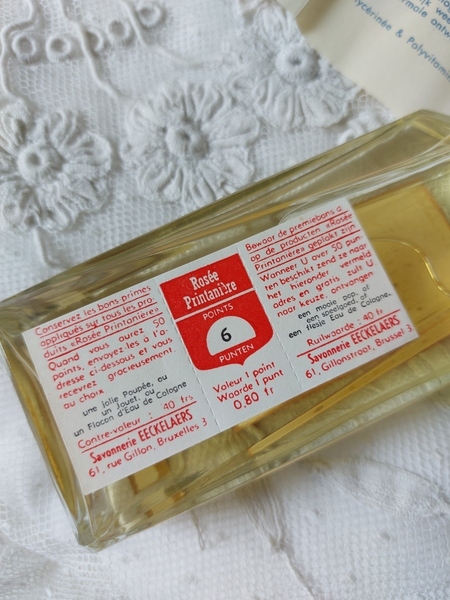 ijk
male ont
ycérinée & Polyvitamin
Conservez les bons-primes
appliqués sur tous les pro-
duits «Rosée Printanière»
Quand vous aurez 50
points, envoyez-les à l'a-
dresse ci-dessous et vous
recevrez gracieusement
au choix
une jolie poupée, ou
un Jouet, ou
un Flacon d'Eau de Cologne
Contre-valeur : 40 frs
Savonnerie EECKELAERS
61, rue Gillon, Bruxelles 3
Rosée
Printanière
POINTS
6
PUNTEN
Valeur 1 point
Waarde 1 punt
0.80 fr
Bewaar de premiebons
op de producten «Rosée
Printanière» geplakt zijn
Wanneer U over 50 pun-
ten beschikt zend ze naar
het hieronder vermeld
adres en gratis zult U
naar keuze ontvangen
een mooie pop, of
een speelgoed, of
een flesje Eau de Cologne.
Ruilwaarde : 40 fr
Savonnerie EECKELAERS
61, Gillonstraat, Brussel 3